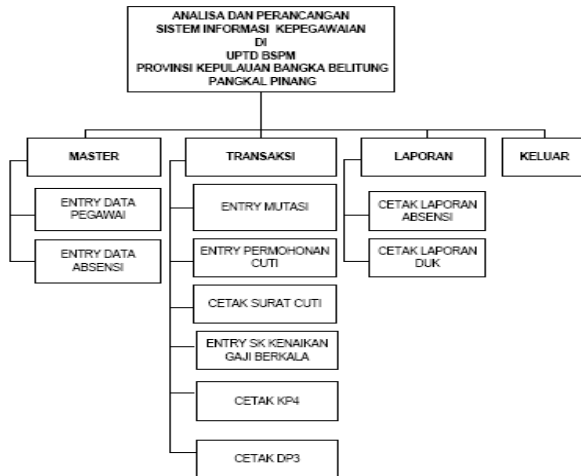 ANALISA DAN PERANCANGAN
SISTEM INFORMASI KEPEGAWAIAN
DI
UPTD BSPM
PROVINSI KEPULAUAN BANGKA BELITUNG
PANGKAL PINANG
MASTER
ENTRY DATA
PEGAWAI
ENTRY DATA
ABSENSI
TRANSAKSI
ENTRY MUTASI
ENTRY PERMOHONAN
CUTI
CETAK SURAT CUTI
ENTRY SK KENAIKAN
GAJI BERKALA
CETAK KP4
CETAK DP3
LAPORAN
CETAK LAPORAN
ABSENSI
CETAK LAPORAN
DUK
KELUAR